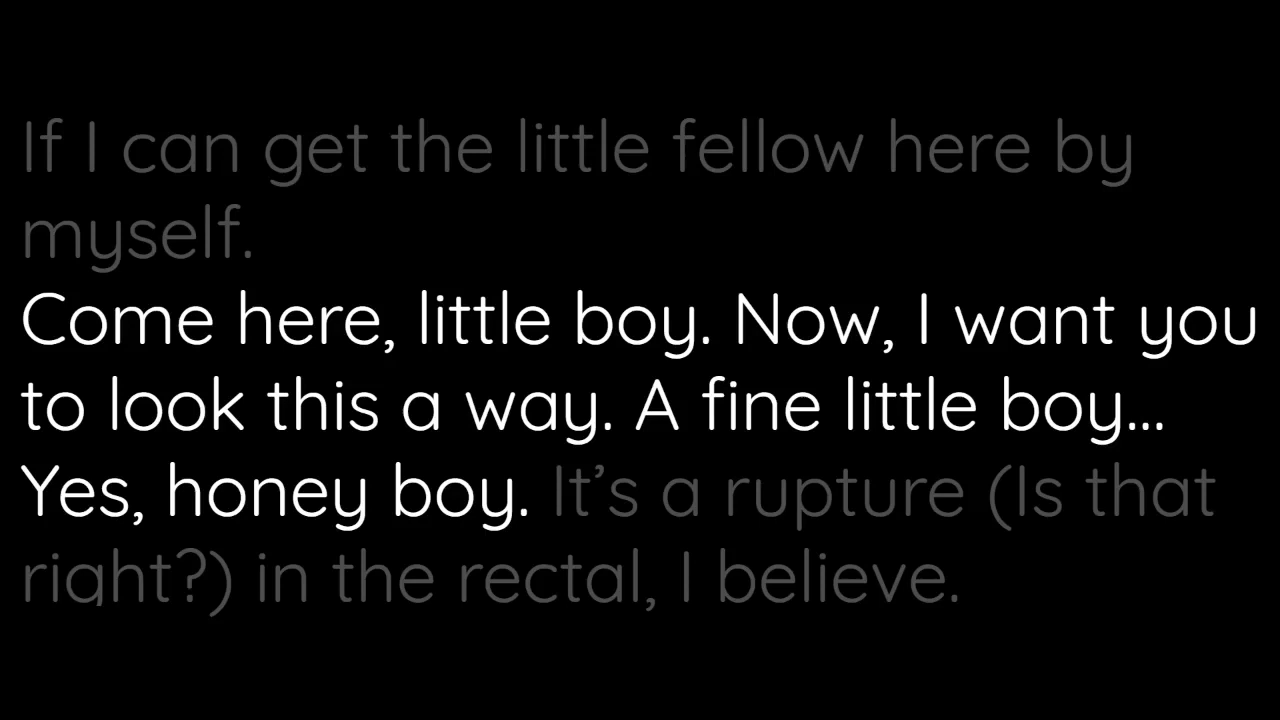 If I can get the little fellow here by
myself.
Come here, little boy. Now, I want you
to look this a way. A fine little boy...
Yes, honey boy. It’s a rupture (Is that
right?) in the rectal, I believe.